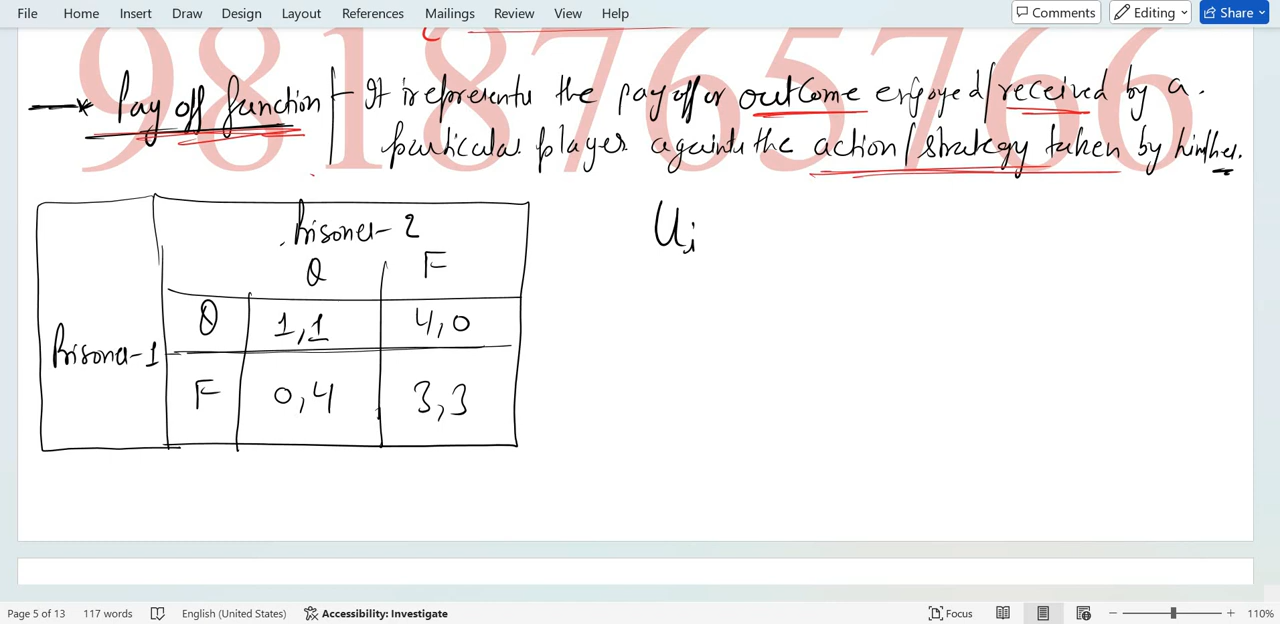 File Home Insert Draw Design Layout References Mailings Review View Help Comments Editing Share
9818765766
* Pay off function - It represents the pay off or outcome enjoyed/received by a
particular player againts the action/strategy taken by him/her.
Prisoner-2
Ui
Q F
Q 1,1 4,0
Prisoner-1
F 0,4 3,3
Page 5 of 13 117 words English (United States) Accessibility: Investigate Focus 110%